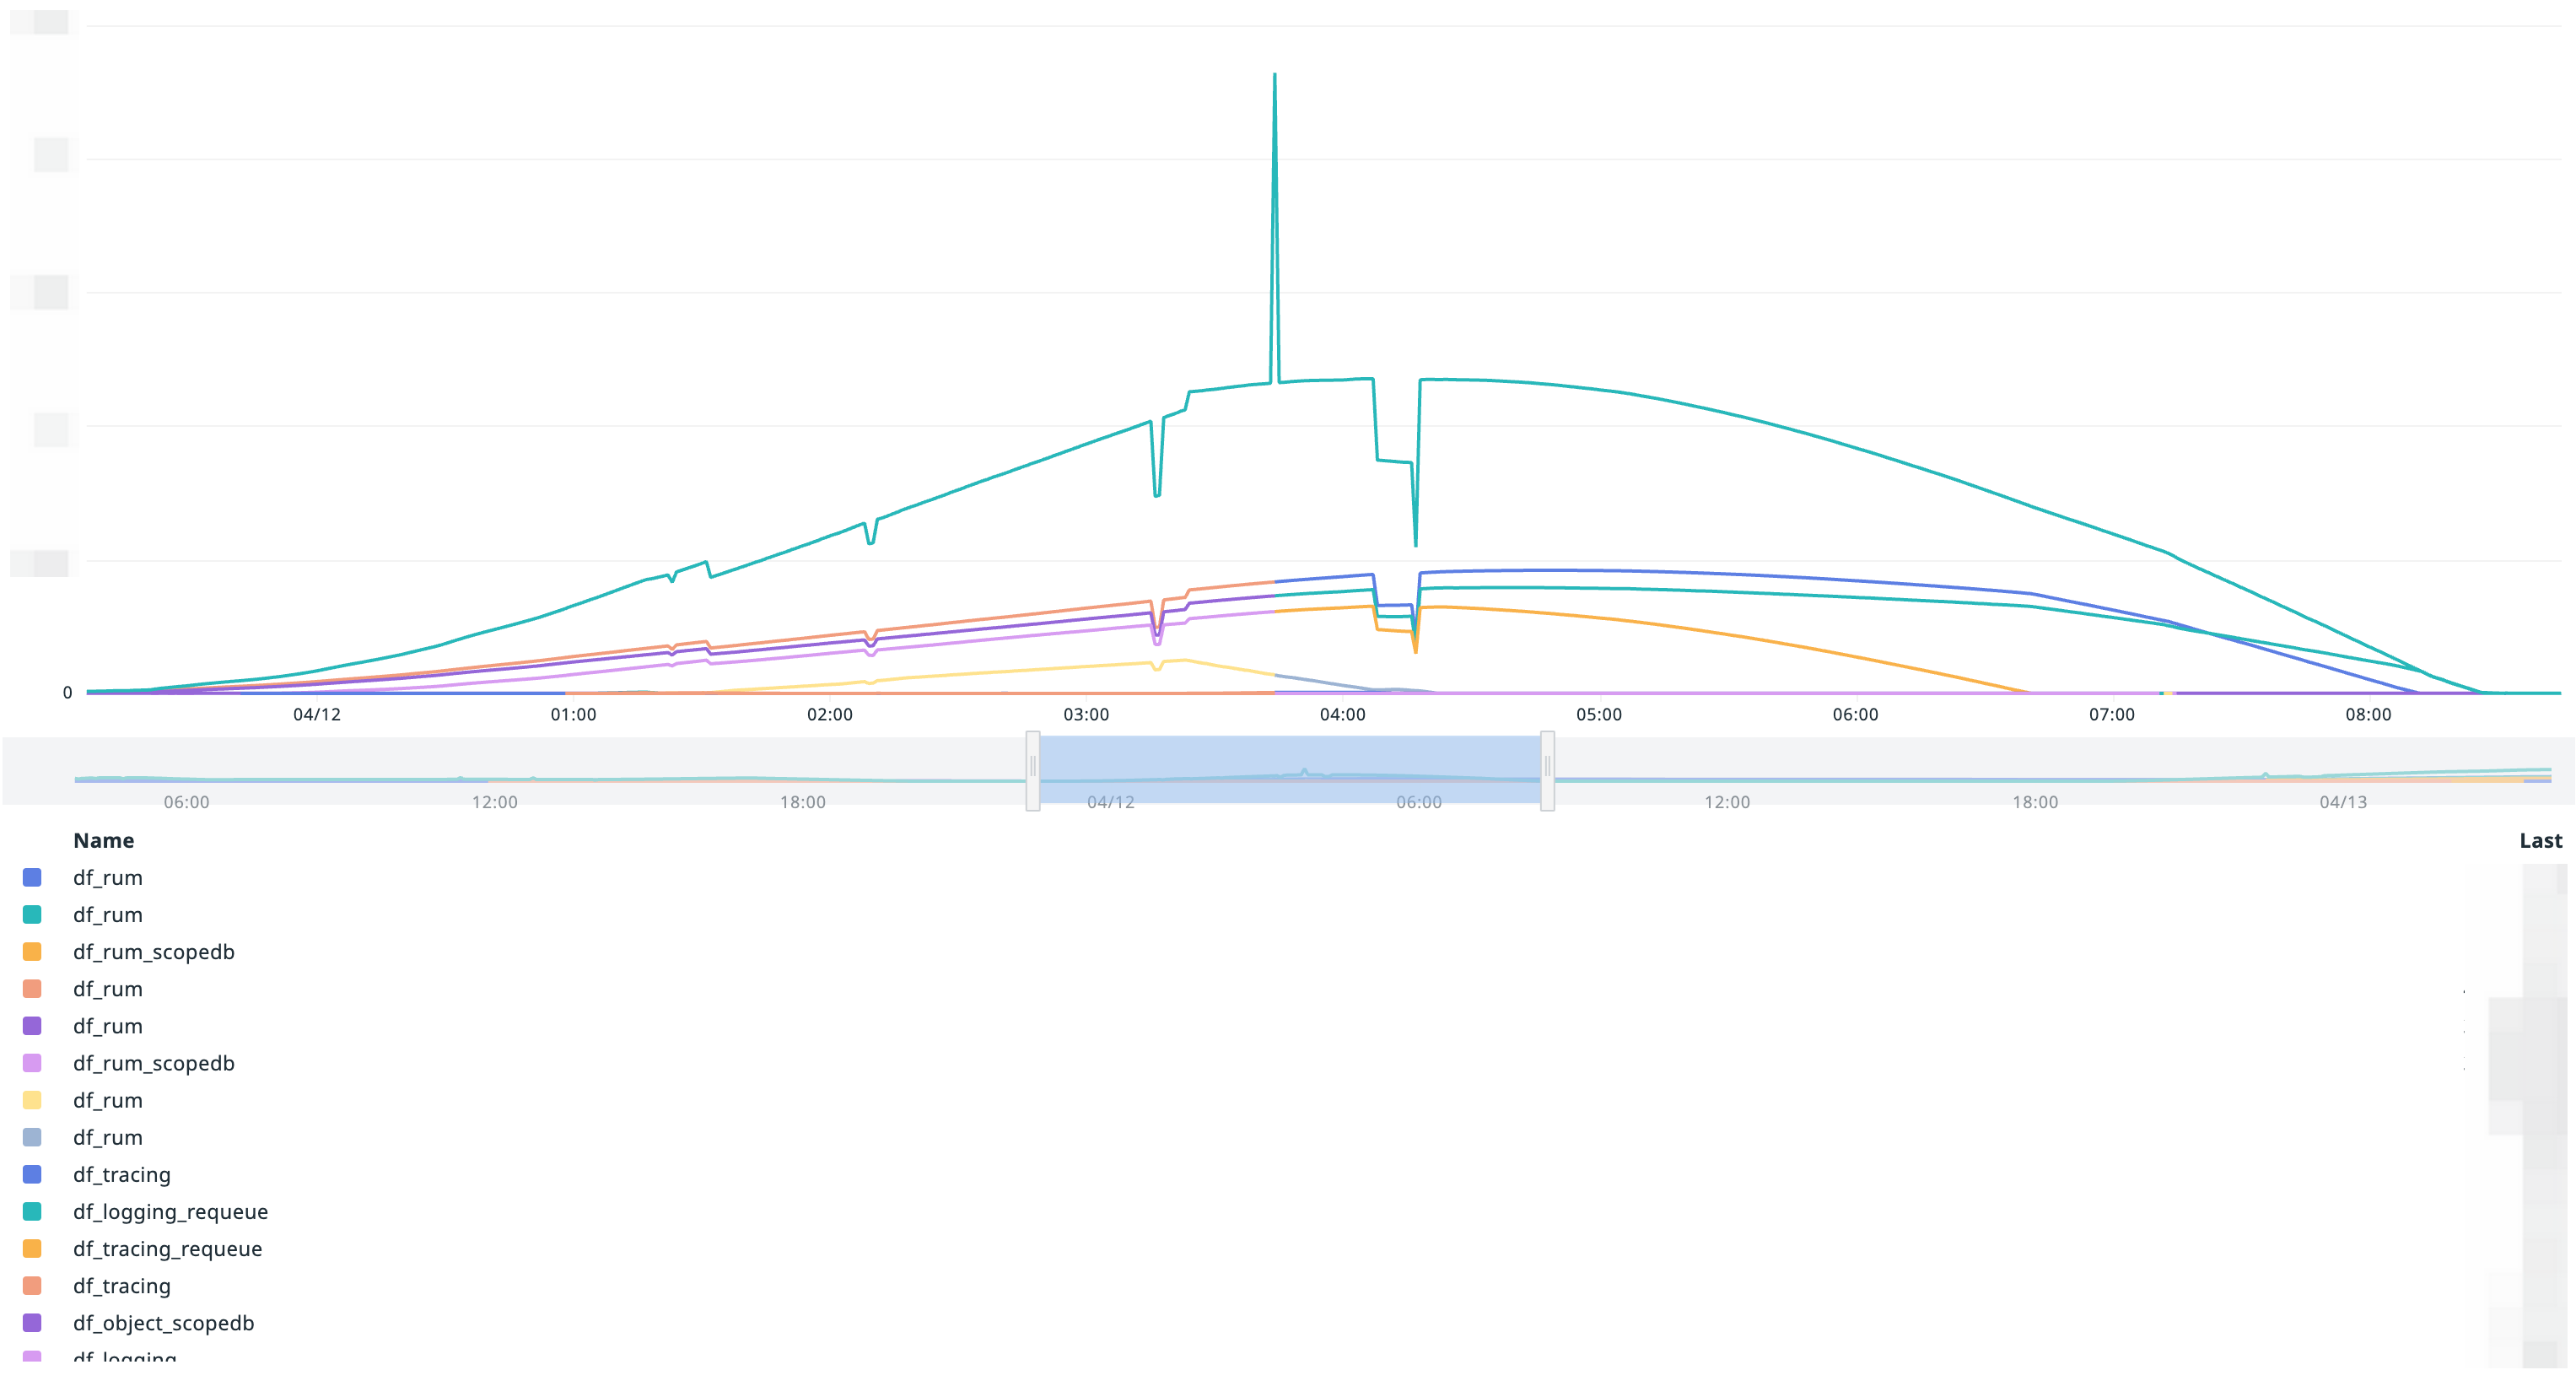 0
04/12 01:00 02:00 03:00 04:00 05:00 06:00 07:00 08:00
06:00 12:00 18:00 04/12 06:00 12:00 18:00 04/13
Name Last
df_rum
df_rum
df_rum_scopedb
df_rum
df_rum
df_rum_scopedb
df_rum
df_rum
df_tracing
df_logging_requeue
df_tracing_requeue
df_tracing
df_object_scopedb
df_logging